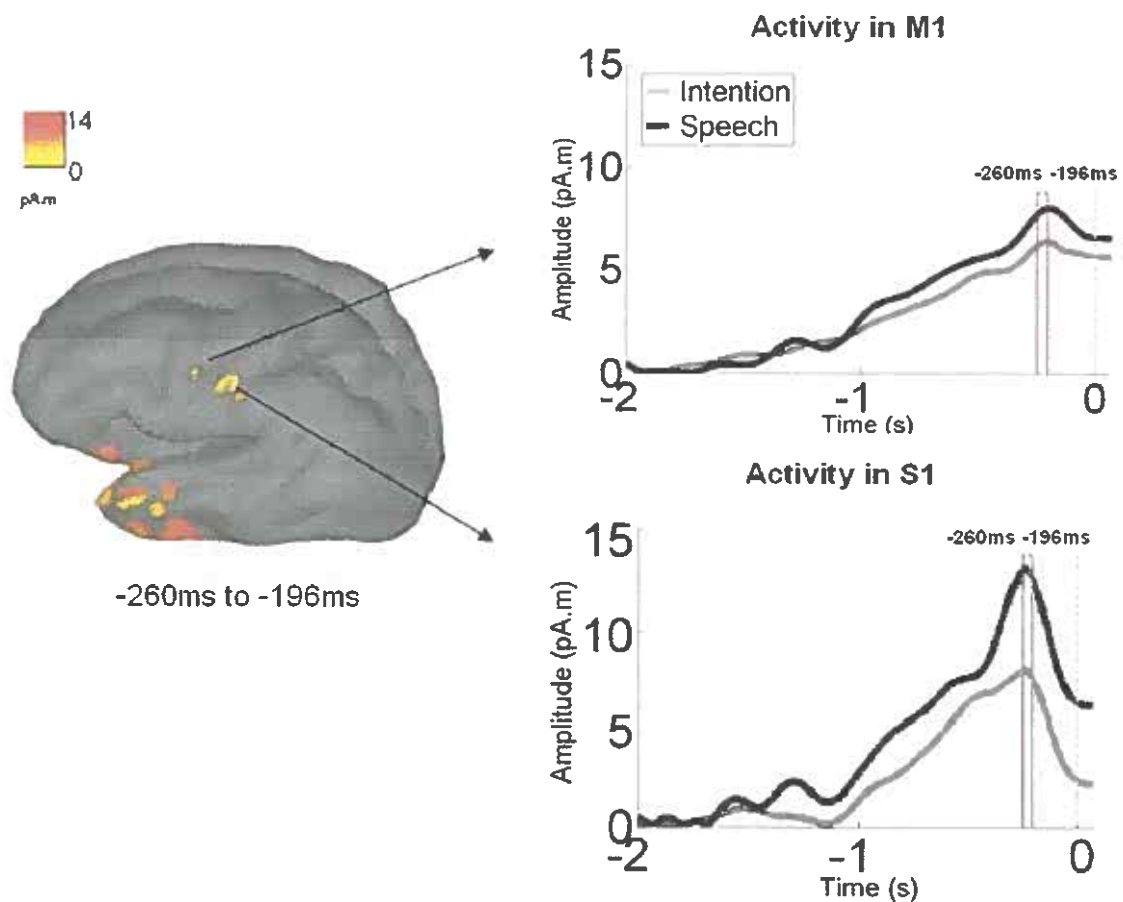 14
0
pA.m
-260ms to -196ms
Activity in M1
15
10
5
0
Amplitude (pA.m)
Intention
Speech
-260ms -196ms
-2
-1
0
Time (s)
Activity in S1
15
10
5
0
Amplitude (pA.m)
-260ms -196ms
-2
-1
0
Time (s)